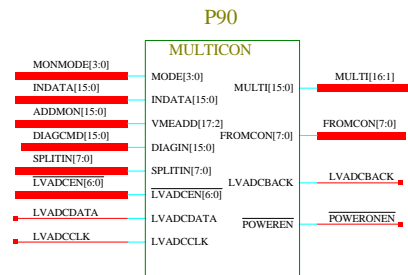 P90
MULTICON
MONMODE[3:0]
MODE[3:0]
INDATA[15:0]
INDATA[15:0]
ADDMON[15:0]
VMEADD[17:2]
DIAGCMD[15:0]
DIAGIN[15:0]
SPLITIN[7:0]
SPLITIN[7:0]
LVADCEN[6:0]
LVADCEN[6:0]
LVADCDATA
LVADCDATA
LVADCCLK
LVADCCLK
MULTI[15:0]
MULTI[16:1]
FROMCON[7:0]
FROMCON[7:0]
LVADCBACK
LVADCBACK
POWEREN
POWERONEN